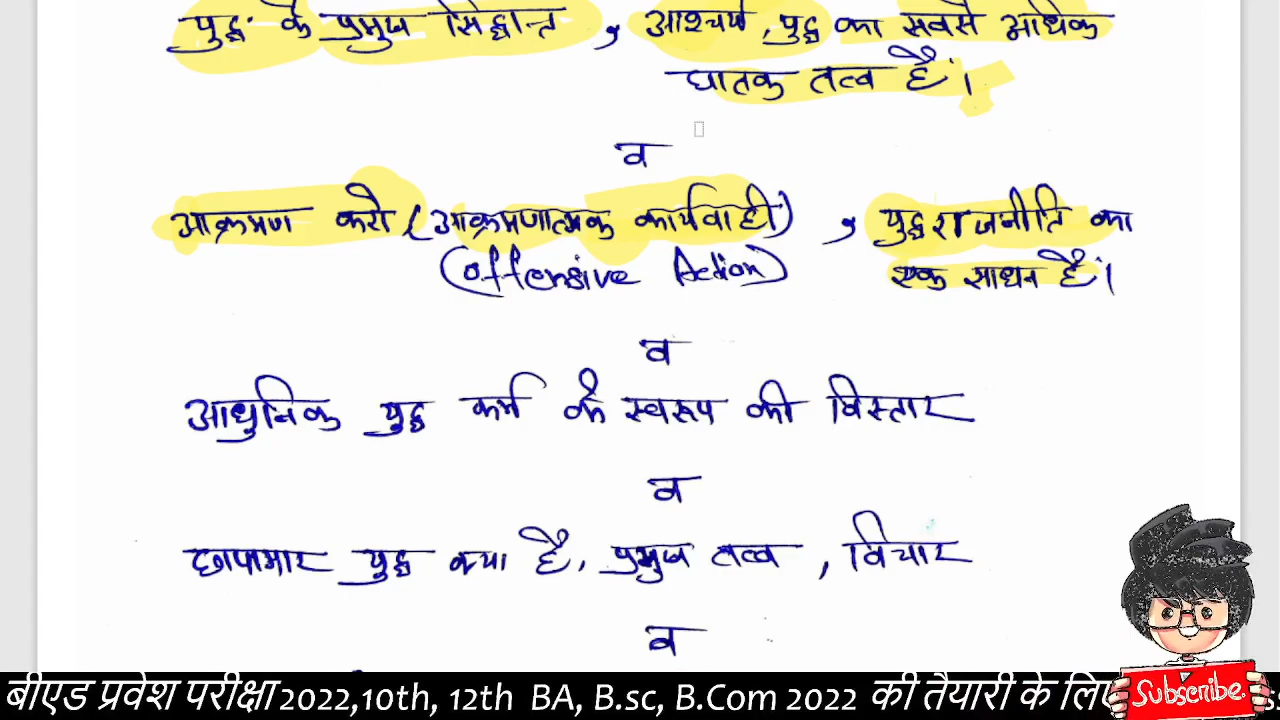 युद्ध के प्रमुख सिद्धान्त , आश्चर्य, युद्ध का सबसे अधिक
घातक तत्व है।
व
आक्रमण करो (आक्रमणात्मक कार्यवाही) , युद्ध राजनीति का
(Offensive Action) एक साधन है।
व
आधुनिक युद्ध कर्म के स्वरूप की विस्तार
व
छापामार युद्ध क्या है, प्रमुख तत्व , विचार
व
बीएड प्रवेश परीक्षा 2022,10th, 12th BA, B.sc, B.Com 2022 की तैयारी के लि
Subscribe